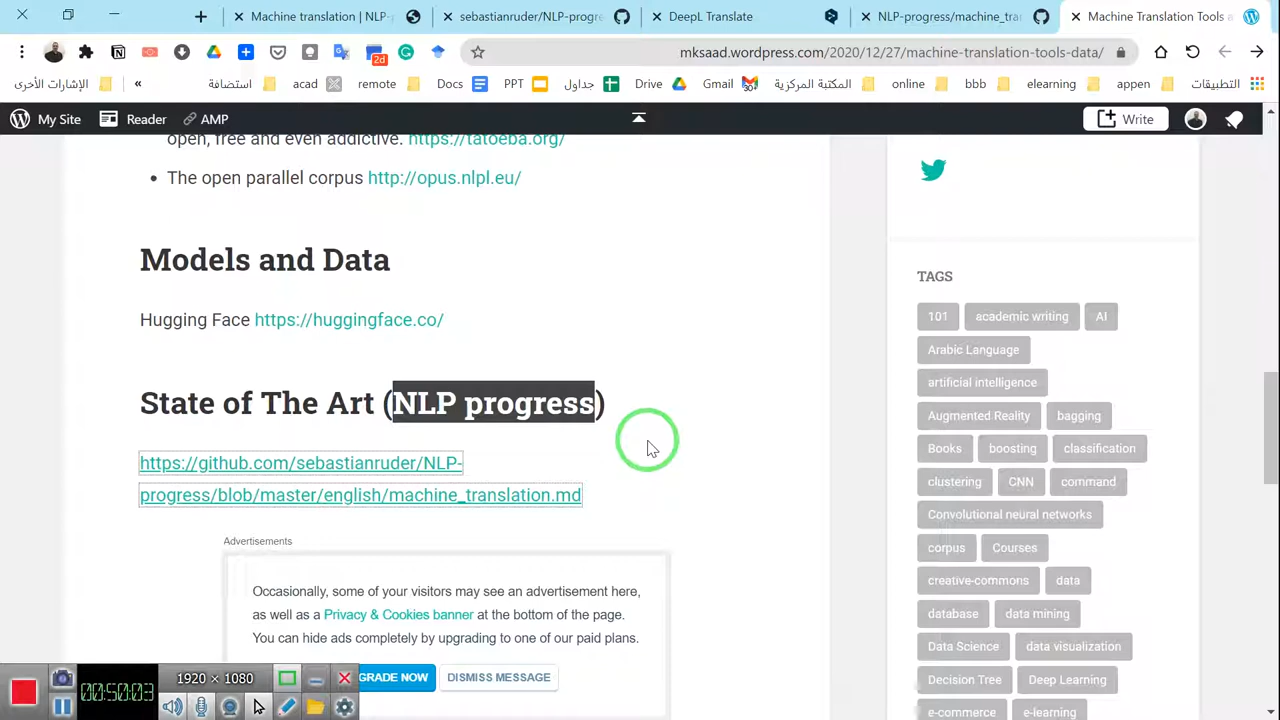 Machine translation | NLP-p
sebastianruder/NLP-progre
DeepL Translate
NLP-progress/machine_tra
Machine Translation Tools a
2d
mksaad.wordpress.com/2020/12/27/machine-translation-tools-data/
الإشارات الأخرى
«
استضافة
acad
remote
Docs
PPT
جداول
Drive
Gmail
المكتبة المركزية
online
bbb
elearning
appen
التطبيقات
My Site
Reader
AMP
Write
open, free and even addictive. https://tatoeba.org/
• The open parallel corpus http://opus.nlpl.eu/
Models and Data
Hugging Face https://huggingface.co/
State of The Art (NLP progress)
https://github.com/sebastianruder/NLP-
progress/blob/master/english/machine_translation.md
Advertisements
Occasionally, some of your visitors may see an advertisement here,
as well as a Privacy & Cookies banner at the bottom of the page.
You can hide ads completely by upgrading to one of our paid plans.
GRADE NOW
DISMISS MESSAGE
TAGS
101
academic writing
AI
Arabic Language
artificial intelligence
Augmented Reality
bagging
Books
boosting
classification
clustering
CNN
command
Convolutional neural networks
corpus
Courses
creative-commons
data
database
data mining
Data Science
data visualization
Decision Tree
Deep Learning
e-commerce
e-learning
00:50:03
1920 × 1080